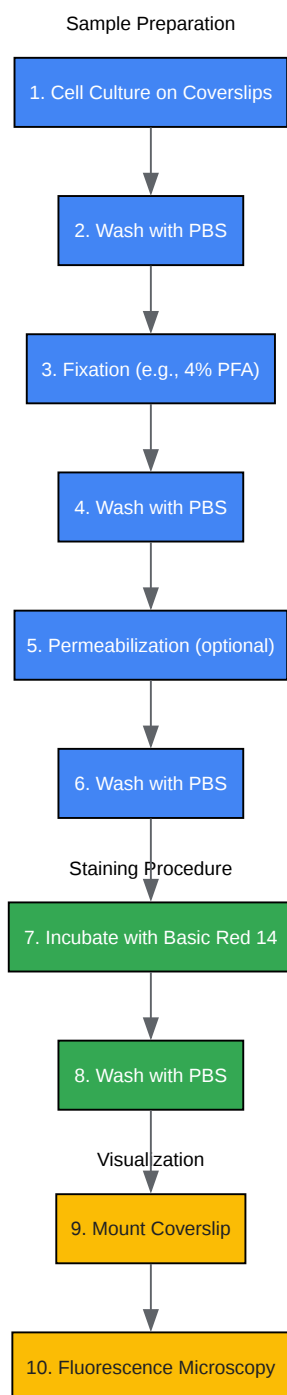 Sample Preparation
1. Cell Culture on Coverslips
2. Wash with PBS
3. Fixation (e.g., 4% PFA)
4. Wash with PBS
5. Permeabilization (optional)
6. Wash with PBS
Staining Procedure
7. Incubate with Basic Red 14
8. Wash with PBS
Visualization
9. Mount Coverslip
10. Fluorescence Microscopy